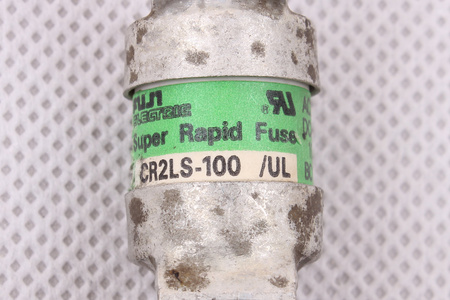 ELECTRIC
Super Rapid Fuse
CR2LS-100 /UL